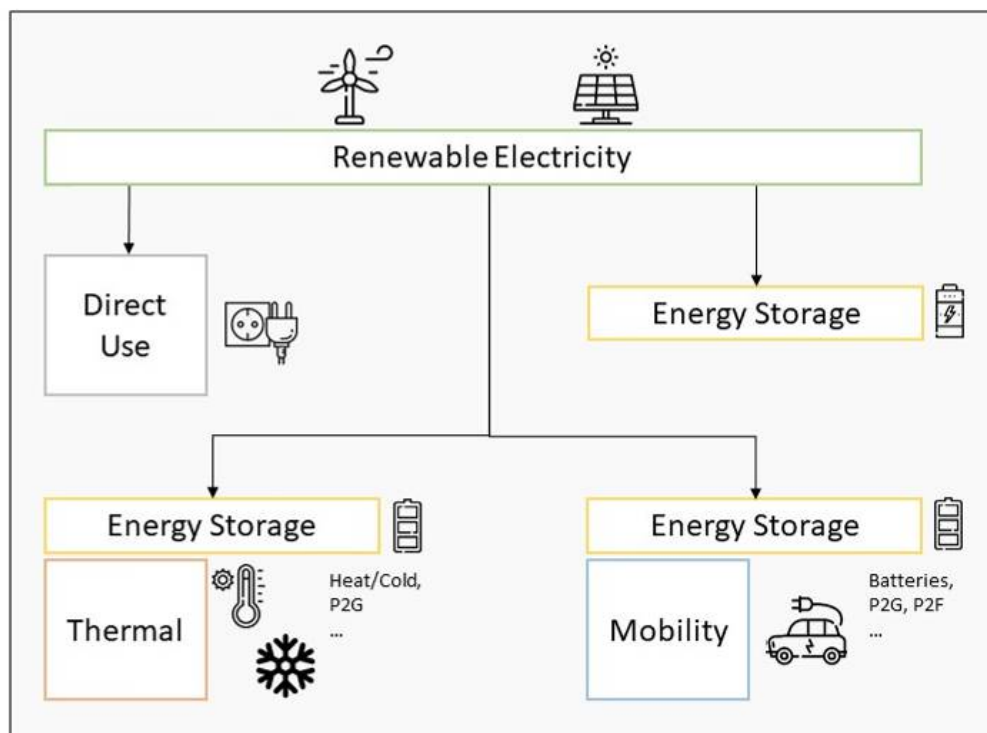 Renewable Electricity
Direct
Use
Energy Storage
Energy Storage
Thermal
Heat/Cold,
P2G
...
Energy Storage
Mobility
Batteries,
P2G, P2F
...